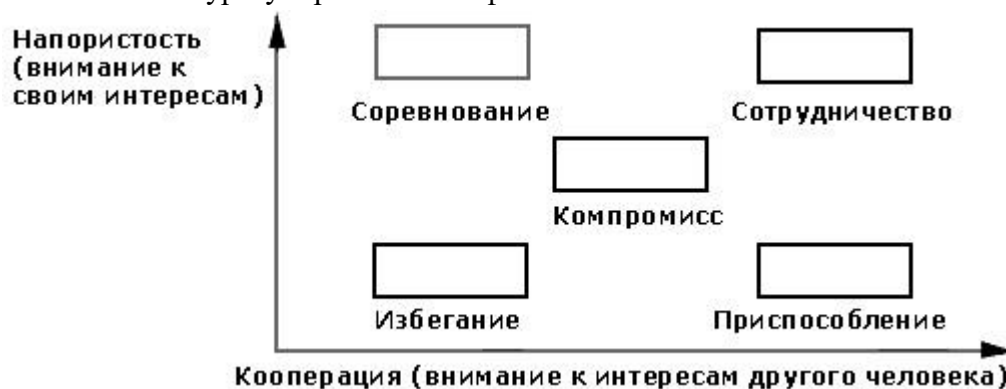 Напористость
(внимание к
своим интересам)
Соревнование
Сотрудничество
Компромисс
Избегание
Приспособление
Кооперация (внимание к интересам другого человека)